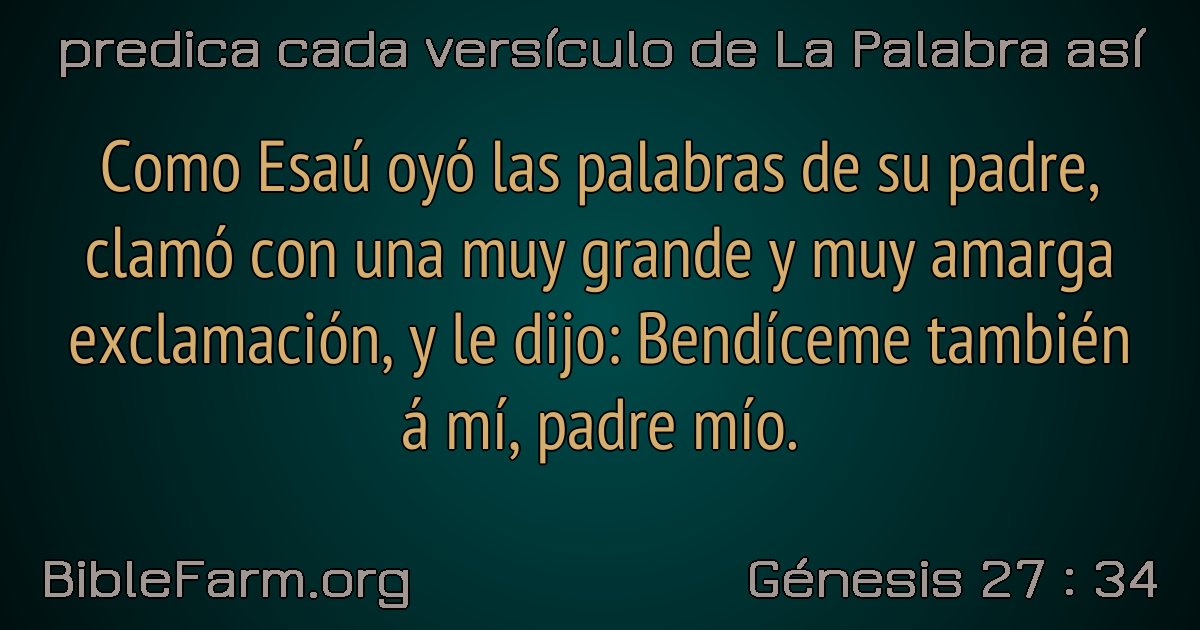 predica cada versículo de La Palabra así
Como Esaú oyó las palabras de su padre,
clamó con una muy grande y muy amarga
exclamación, y le dijo: Bendíceme también
á mí, padre mío.
BibleFarm.org
Génesis 27 : 34